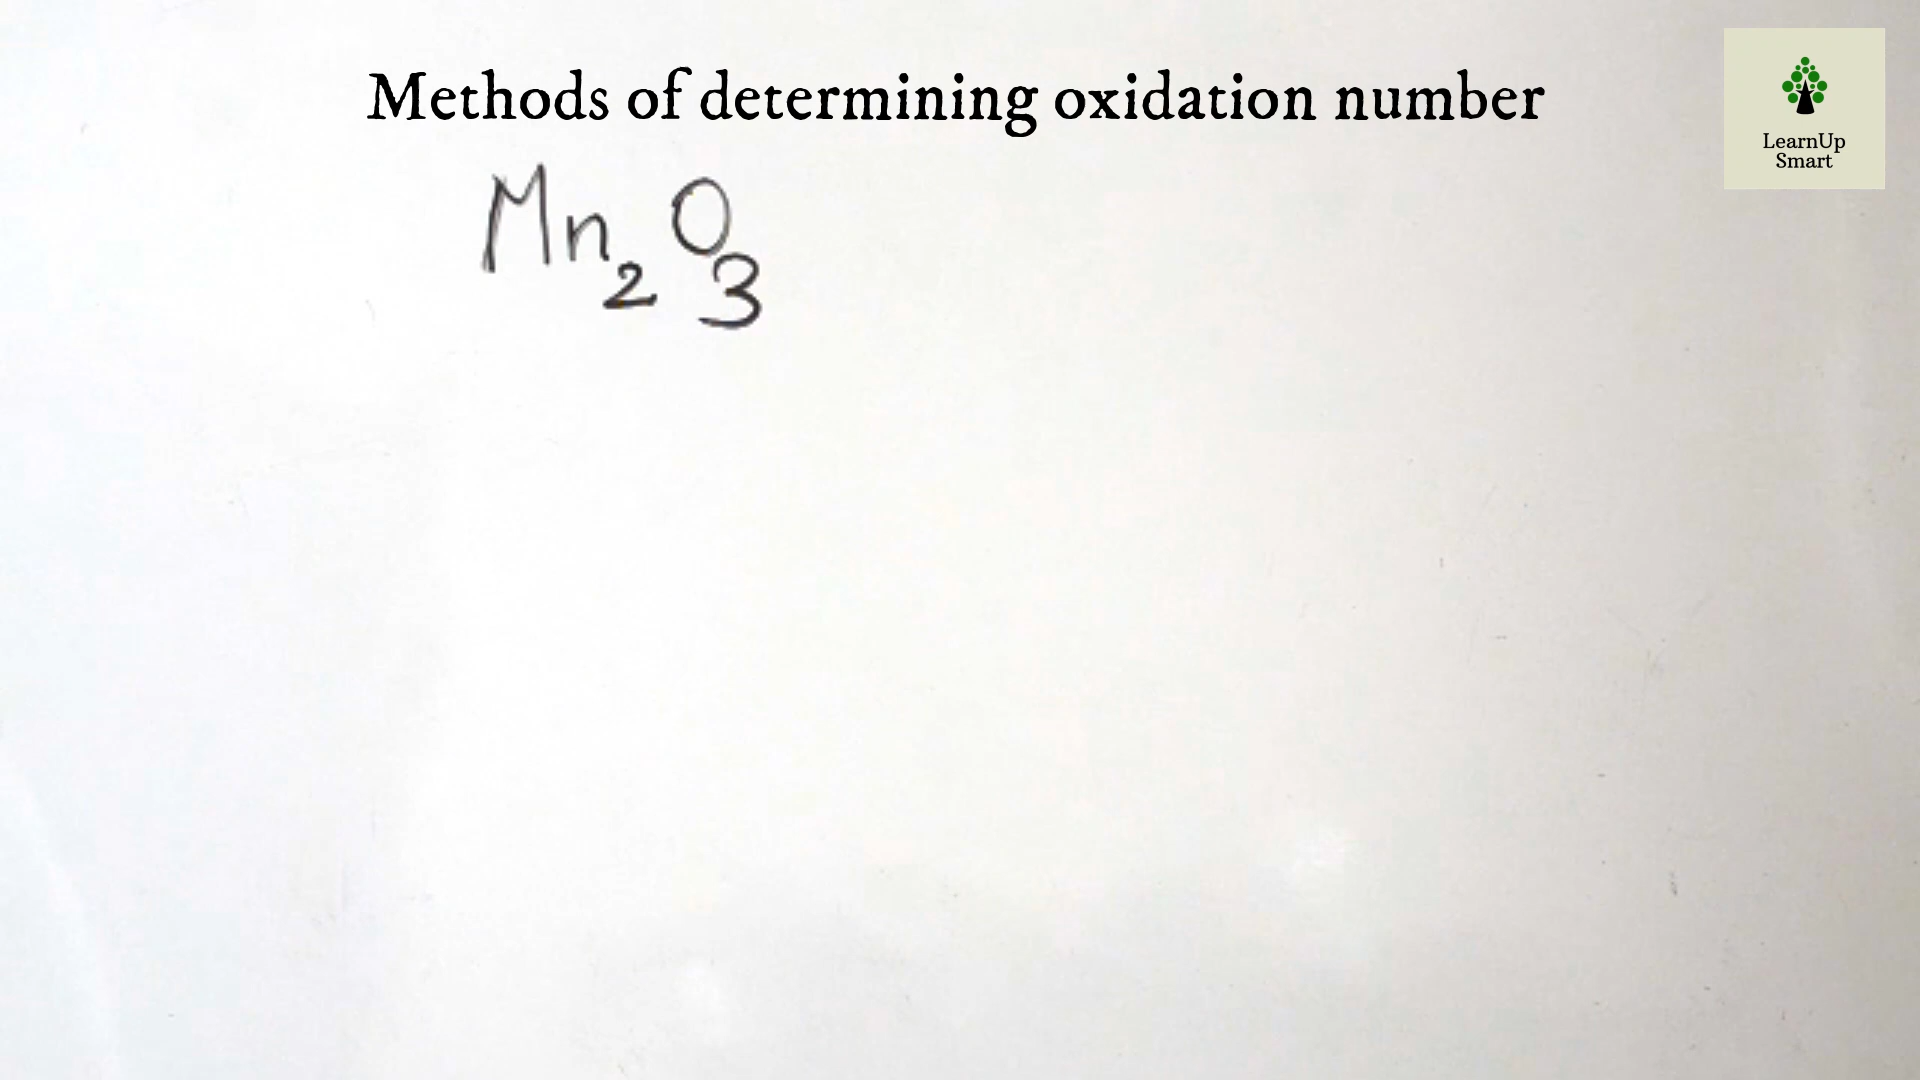 Methods of determining oxidation number
LearnUp
Smart
Mn₂O₃